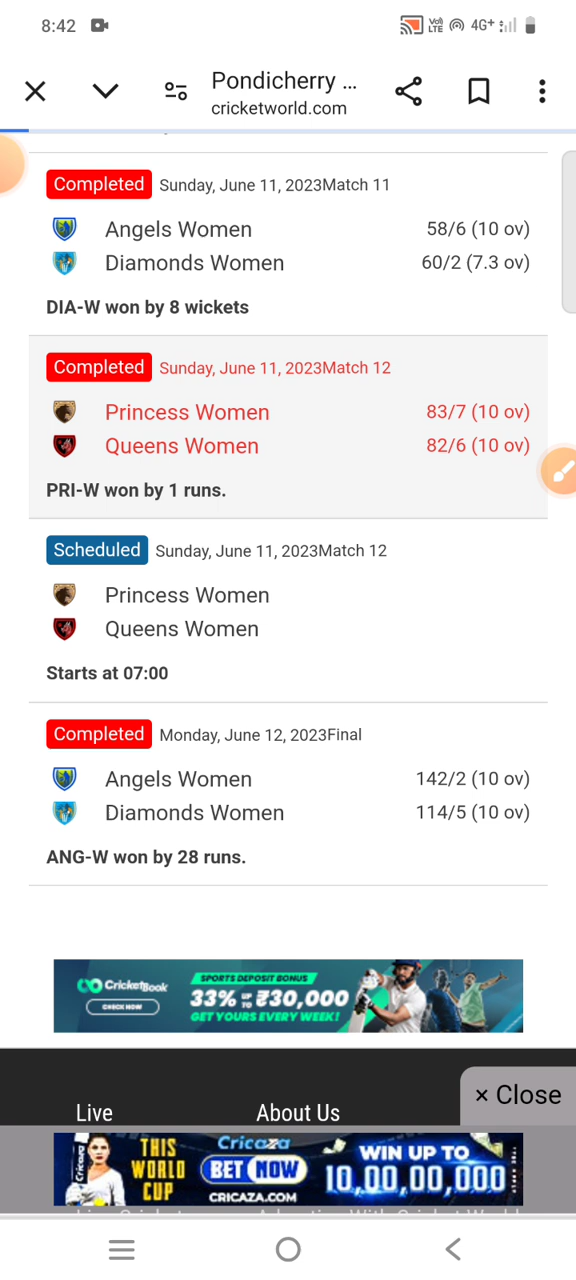 8:42 Vo) LTE 4G+
Pondicherry ...
cricketworld.com
Completed Sunday, June 11, 2023Match 11
Angels Women 58/6 (10 ov)
Diamonds Women 60/2 (7.3 ov)
DIA-W won by 8 wickets
Completed Sunday, June 11, 2023Match 12
Princess Women 83/7 (10 ov)
Queens Women 82/6 (10 ov)
PRI-W won by 1 runs.
Scheduled Sunday, June 11, 2023Match 12
Princess Women
Queens Women
Starts at 07:00
Completed Monday, June 12, 2023Final
Angels Women 142/2 (10 ov)
Diamonds Women 114/5 (10 ov)
ANG-W won by 28 runs.
CricketBook
CHECK NOW
SPORTS DEPOSIT BONUS
33% UP TO ₹30,000
GET YOURS EVERY WEEK!
× Close
Live About Us
Cricaza
THIS WORLD CUP
Cricaza
BET NOW
CRICAZA.COM
WIN UP TO
10,00,00,000